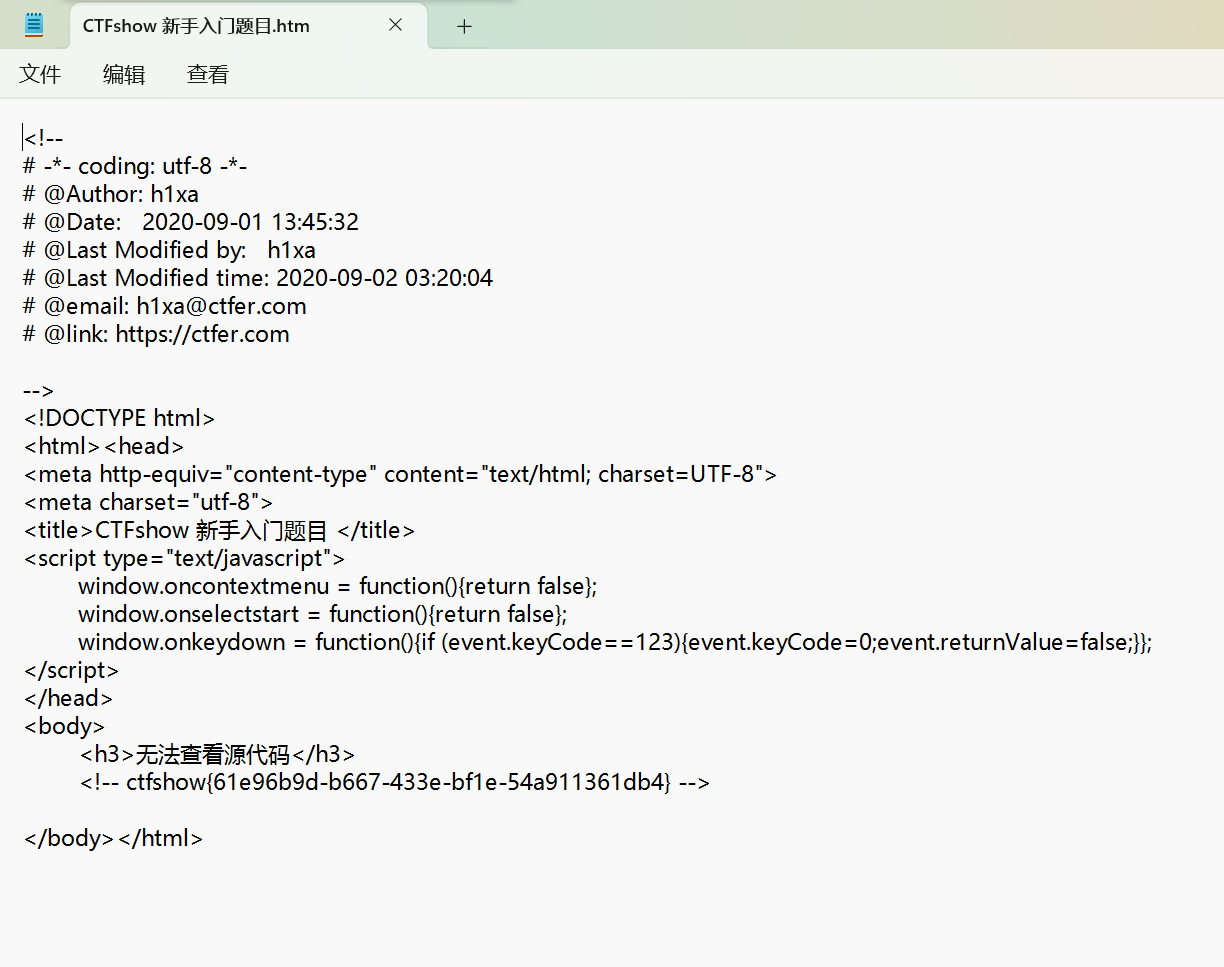 CTFshow 新手入门题目.htm
文件 编辑 查看
<!--
# -*- coding: utf-8 -*-
# @Author: h1xa
# @Date:   2020-09-01 13:45:32
# @Last Modified by:   h1xa
# @Last Modified time: 2020-09-02 03:20:04
# @email: h1xa@ctfer.com
# @link: https://ctfer.com
-->
<!DOCTYPE html>
<html><head>
<meta http-equiv="content-type" content="text/html; charset=UTF-8">
<meta charset="utf-8">
<title>CTFshow 新手入门题目 </title>
<script type="text/javascript">
window.oncontextmenu = function(){return false};
window.onselectstart = function(){return false};
window.onkeydown = function(){if (event.keyCode==123){event.keyCode=0;event.returnValue=false;}};
</script>
</head>
<body>
<h3>无法查看源代码</h3>
<!-- ctfshow{61e96b9d-b667-433e-bf1e-54a911361db4} -->
</body></html>